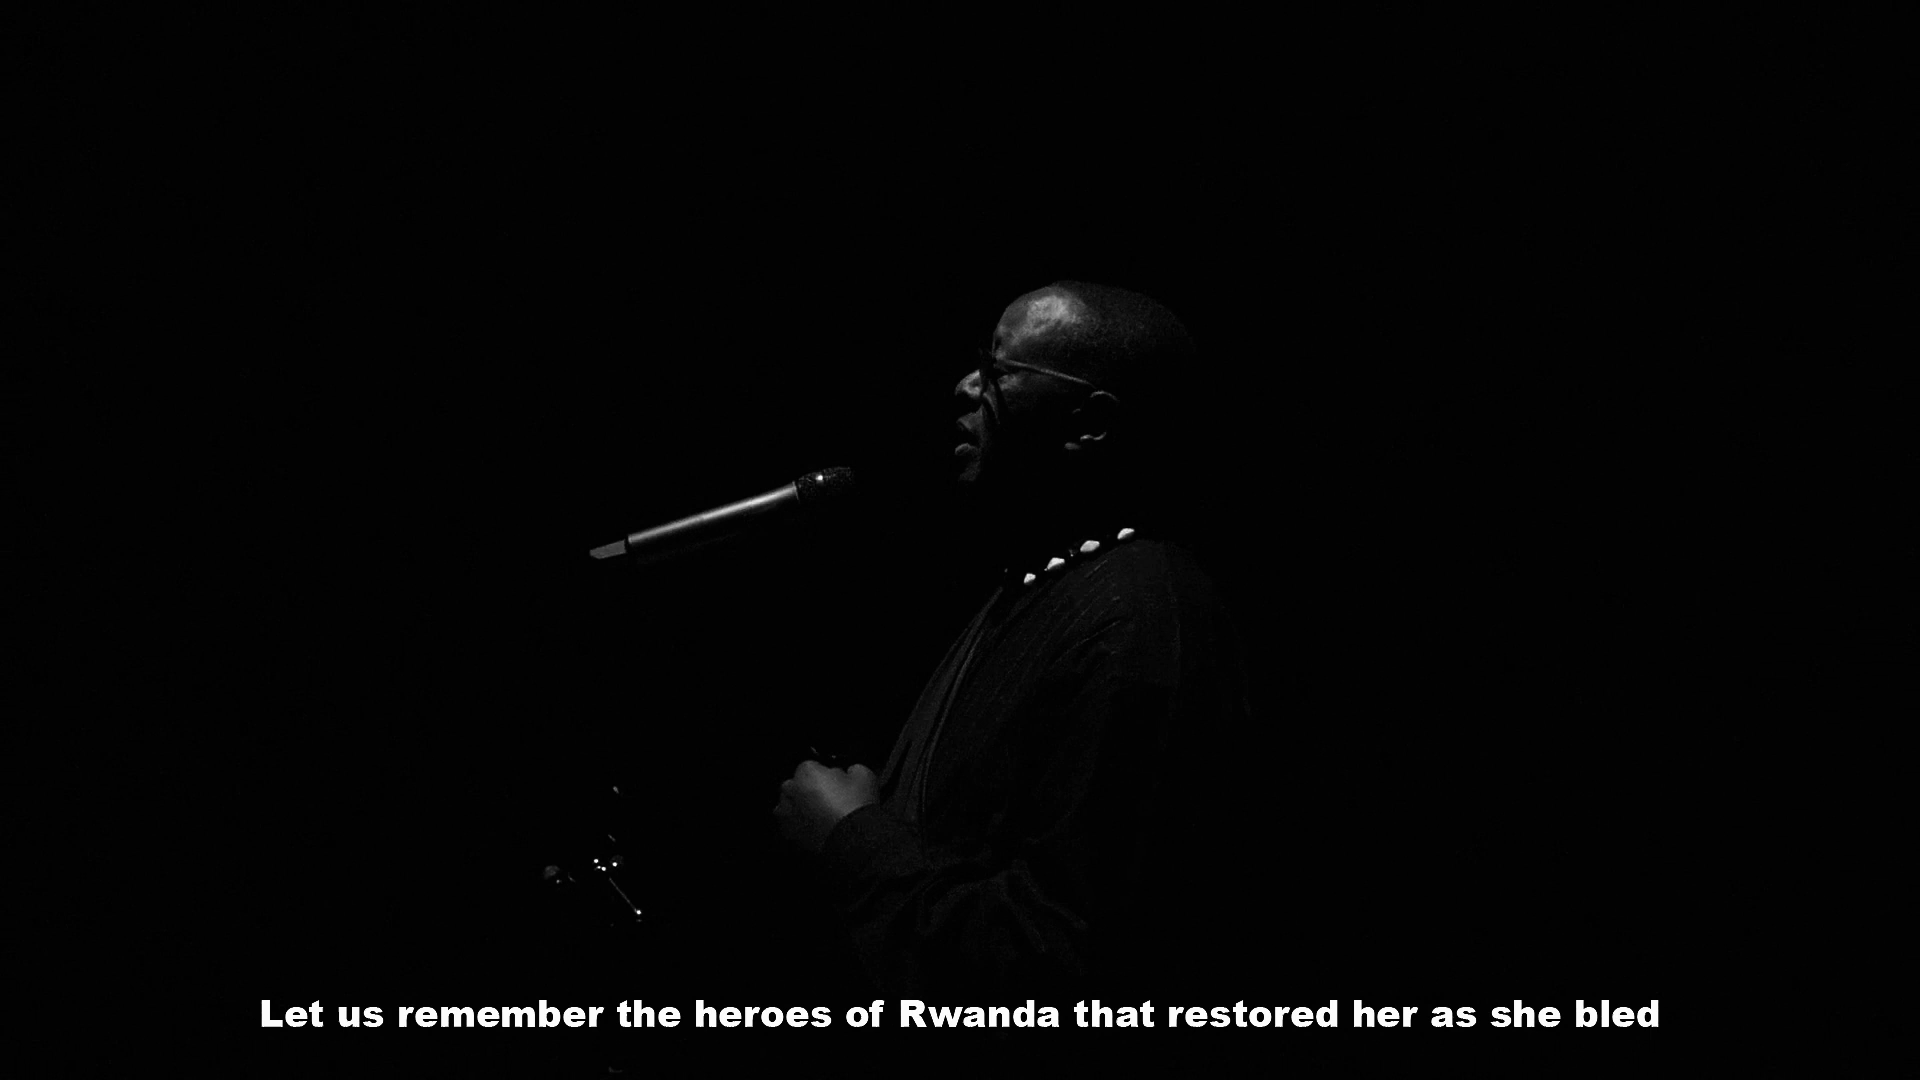 Let us remember the heroes of Rwanda that restored her as she bled